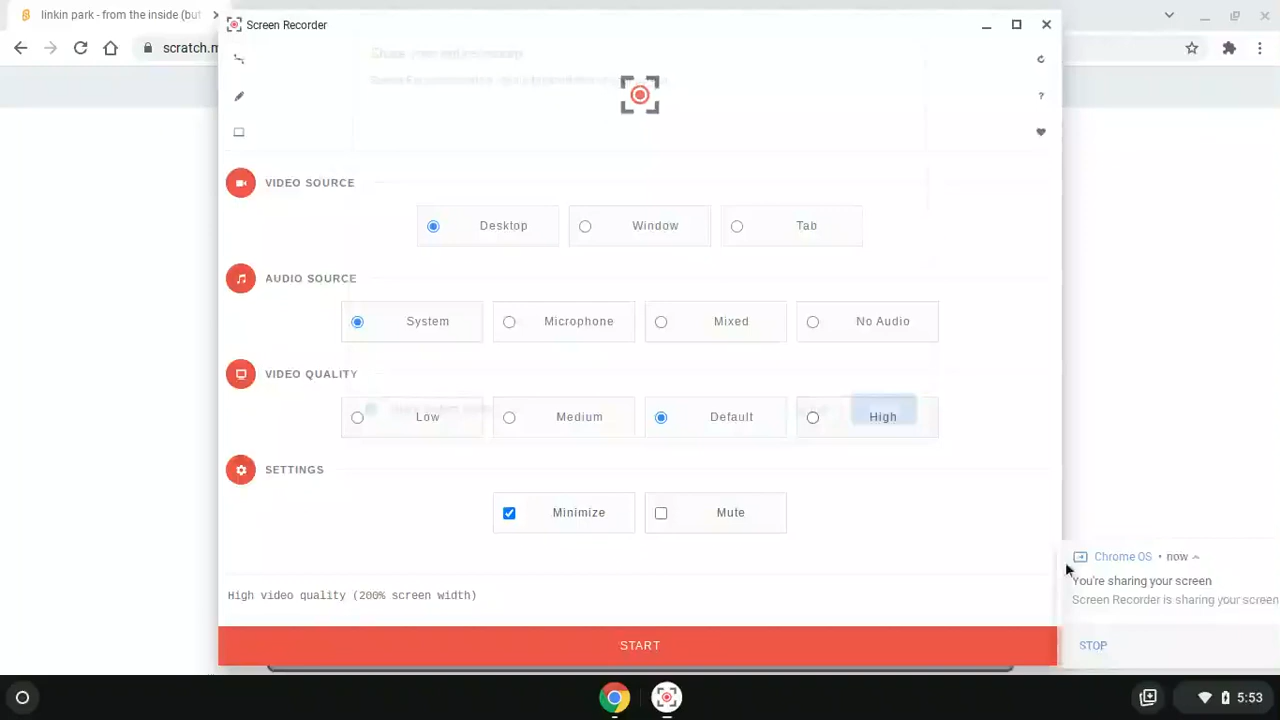 linkin park - from the inside (but
Screen Recorder
scratch.m
VIDEO SOURCE
Desktop
Window
Tab
AUDIO SOURCE
System
Microphone
Mixed
No Audio
VIDEO QUALITY
Low
Medium
Default
High
SETTINGS
Minimize
Mute
Chrome OS • now
You're sharing your screen
Screen Recorder is sharing your screen
High video quality (200% screen width)
START
STOP
5:53